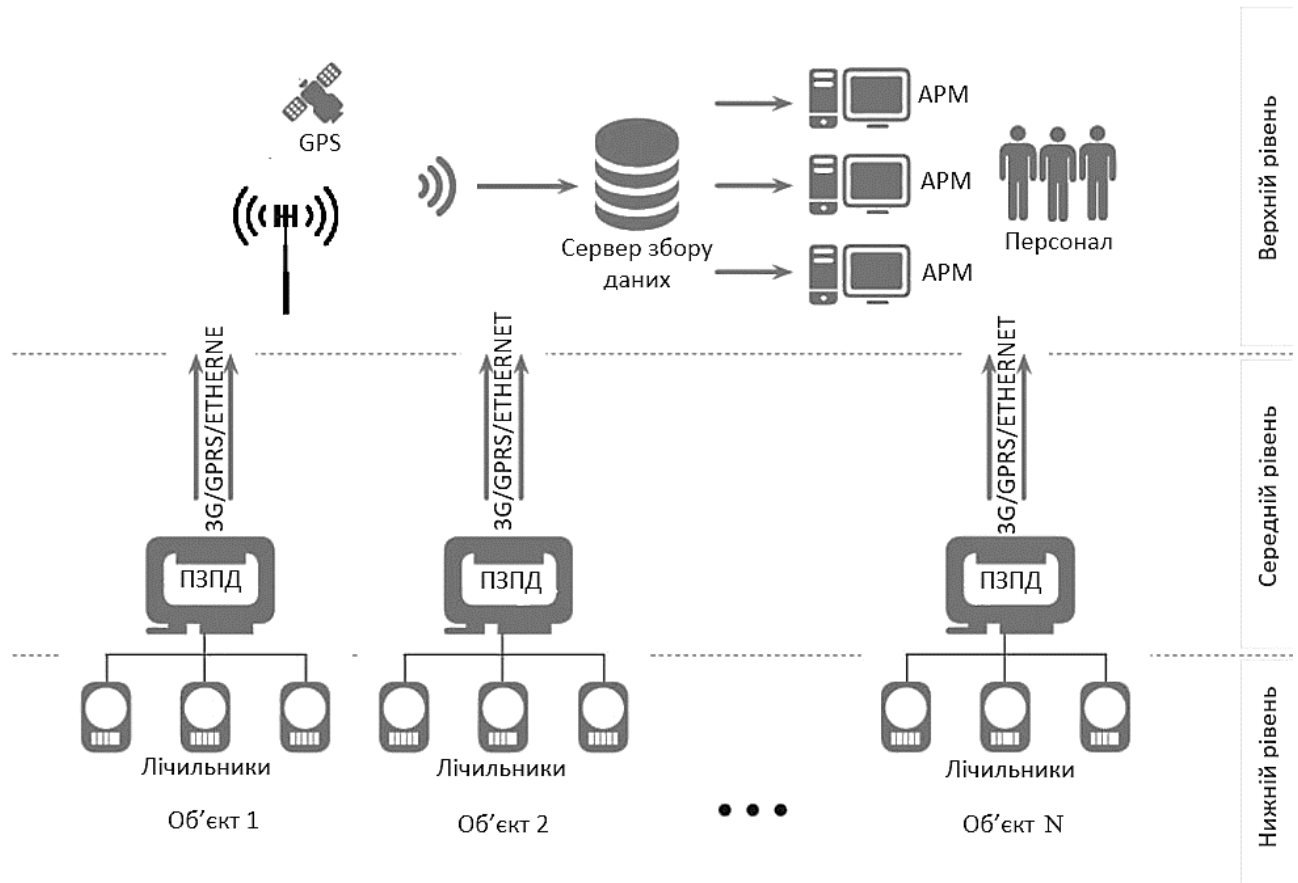 GPS
АРМ
АРМ
АРМ
Сервер збору
даних
Персонал
Верхній рівень
3G/GPRS/ETHERNE
3G/GPRS/ETHERNET
3G/GPRS/ETHERNET
ПЗПД
ПЗПД
ПЗПД
Середній рівень
Лічильники
Лічильники
Лічильники
Об’єкт 1
Об’єкт 2
Об’єкт N
Нижній рівень